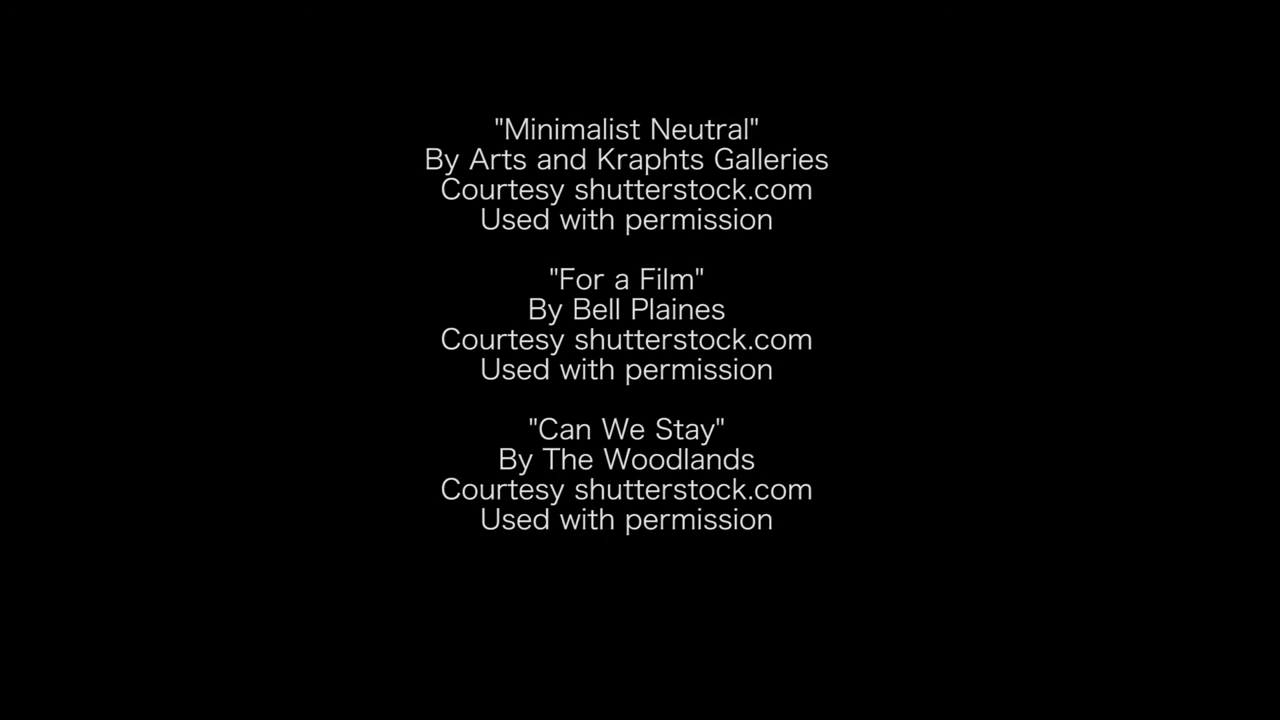 "Minimalist Neutral"
By Arts and Kraphts Galleries
Courtesy shutterstock.com
Used with permission
"For a Film"
By Bell Plaines
Courtesy shutterstock.com
Used with permission
"Can We Stay"
By The Woodlands
Courtesy shutterstock.com
Used with permission